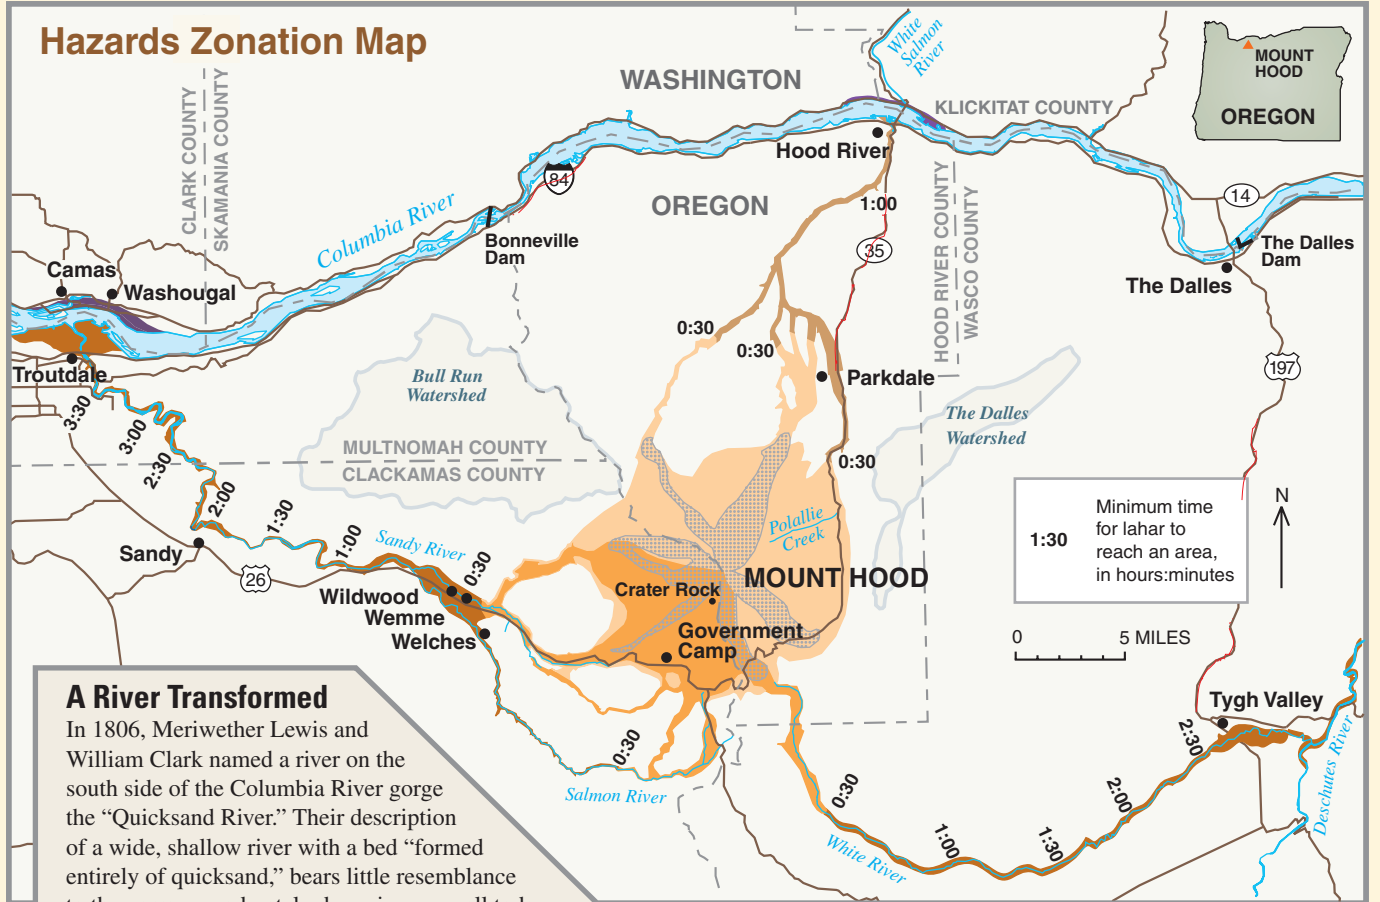 Hazards Zonation Map
WASHINGTON
White
Salmon
River
KLICKITAT COUNTY
MOUNT
HOOD
OREGON
CLARK COUNTY
SKAMANIA COUNTY
Hood River
84
OREGON
1:00
35
HOOD RIVER COUNTY
WASCO COUNTY
14
Columbia River
Bonneville
Dam
The Dalles
Dam
The Dalles
Camas
Washougal
Troutdale
0:30
0:30
Parkdale
197
Bull Run
Watershed
The Dalles
Watershed
3:30
3:00
2:30
2:00
1:30
1:00
MULTNOMAH COUNTY
CLACKAMAS COUNTY
0:30
Polallie
Creek
1:30
Minimum time
for lahar to
reach an area,
in hours:minutes
N
Sandy
26
Sandy River
0:30
Wildwood
Wemme
Welches
Crater Rock
MOUNT HOOD
Government
Camp
0
5 MILES
Tygh Valley
2:30
Deschutes River
0:30
Salmon River
0:30
White River
1:00
1:30
2:00
A River Transformed
In 1806, Meriwether Lewis and
William Clark named a river on the
south side of the Columbia River gorge
the “Quicksand River.” Their description
of a wide, shallow river with a bed “formed
entirely of quicksand,” bears little resemblance